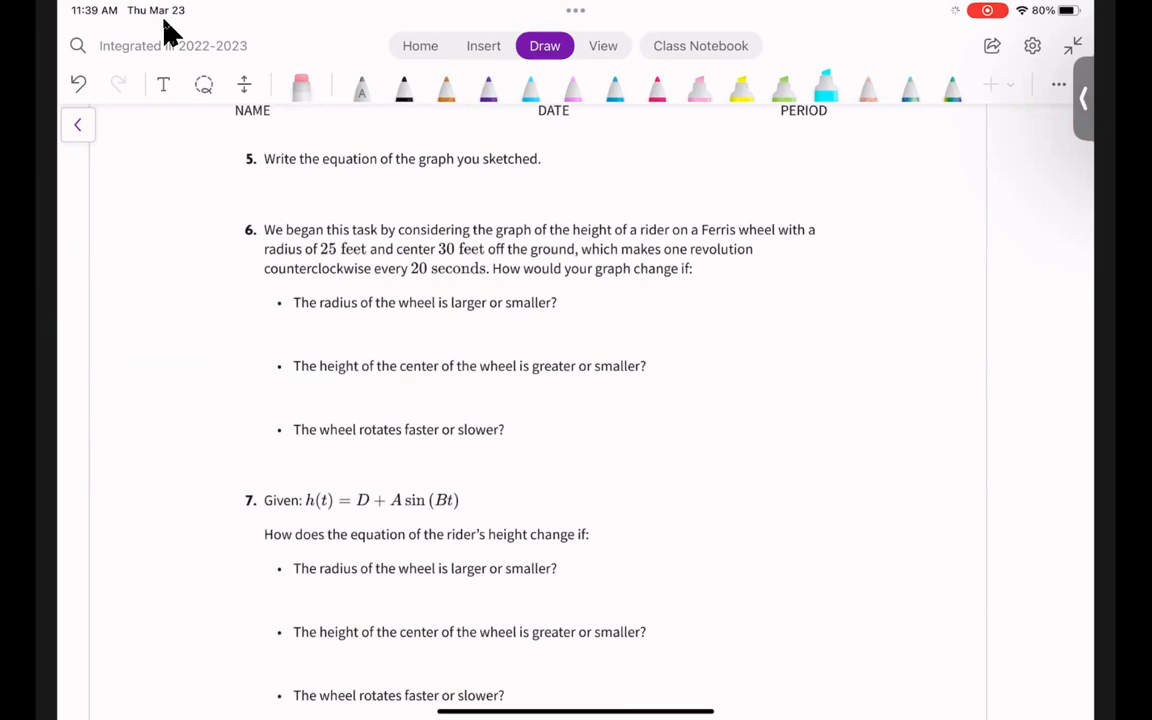 11:39 AM Thu Mar 23
80%
Integrated III 2022-2023
Home Insert Draw View Class Notebook
T
A
NAME DATE PERIOD
5. Write the equation of the graph you sketched.
6. We began this task by considering the graph of the height of a rider on a Ferris wheel with a
radius of 25 feet and center 30 feet off the ground, which makes one revolution
counterclockwise every 20 seconds. How would your graph change if:
• The radius of the wheel is larger or smaller?
• The height of the center of the wheel is greater or smaller?
• The wheel rotates faster or slower?
7. Given: h(t) = D + A sin (Bt)
How does the equation of the rider's height change if:
• The radius of the wheel is larger or smaller?
• The height of the center of the wheel is greater or smaller?
• The wheel rotates faster or slower?